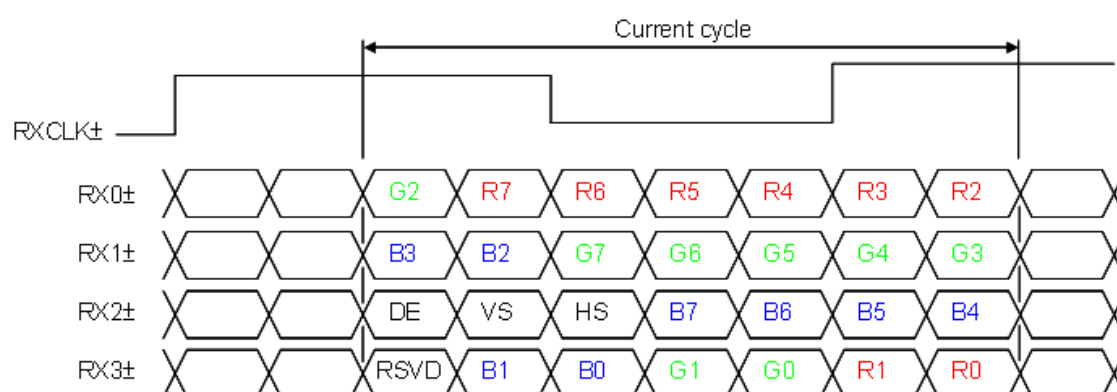 Current cycle
RXCLK±
RX0± G2 R7 R6 R5 R4 R3 R2
RX1± B3 B2 G7 G6 G5 G4 G3
RX2± DE VS HS B7 B6 B5 B4
RX3± RSVD B1 B0 G1 G0 R1 R0